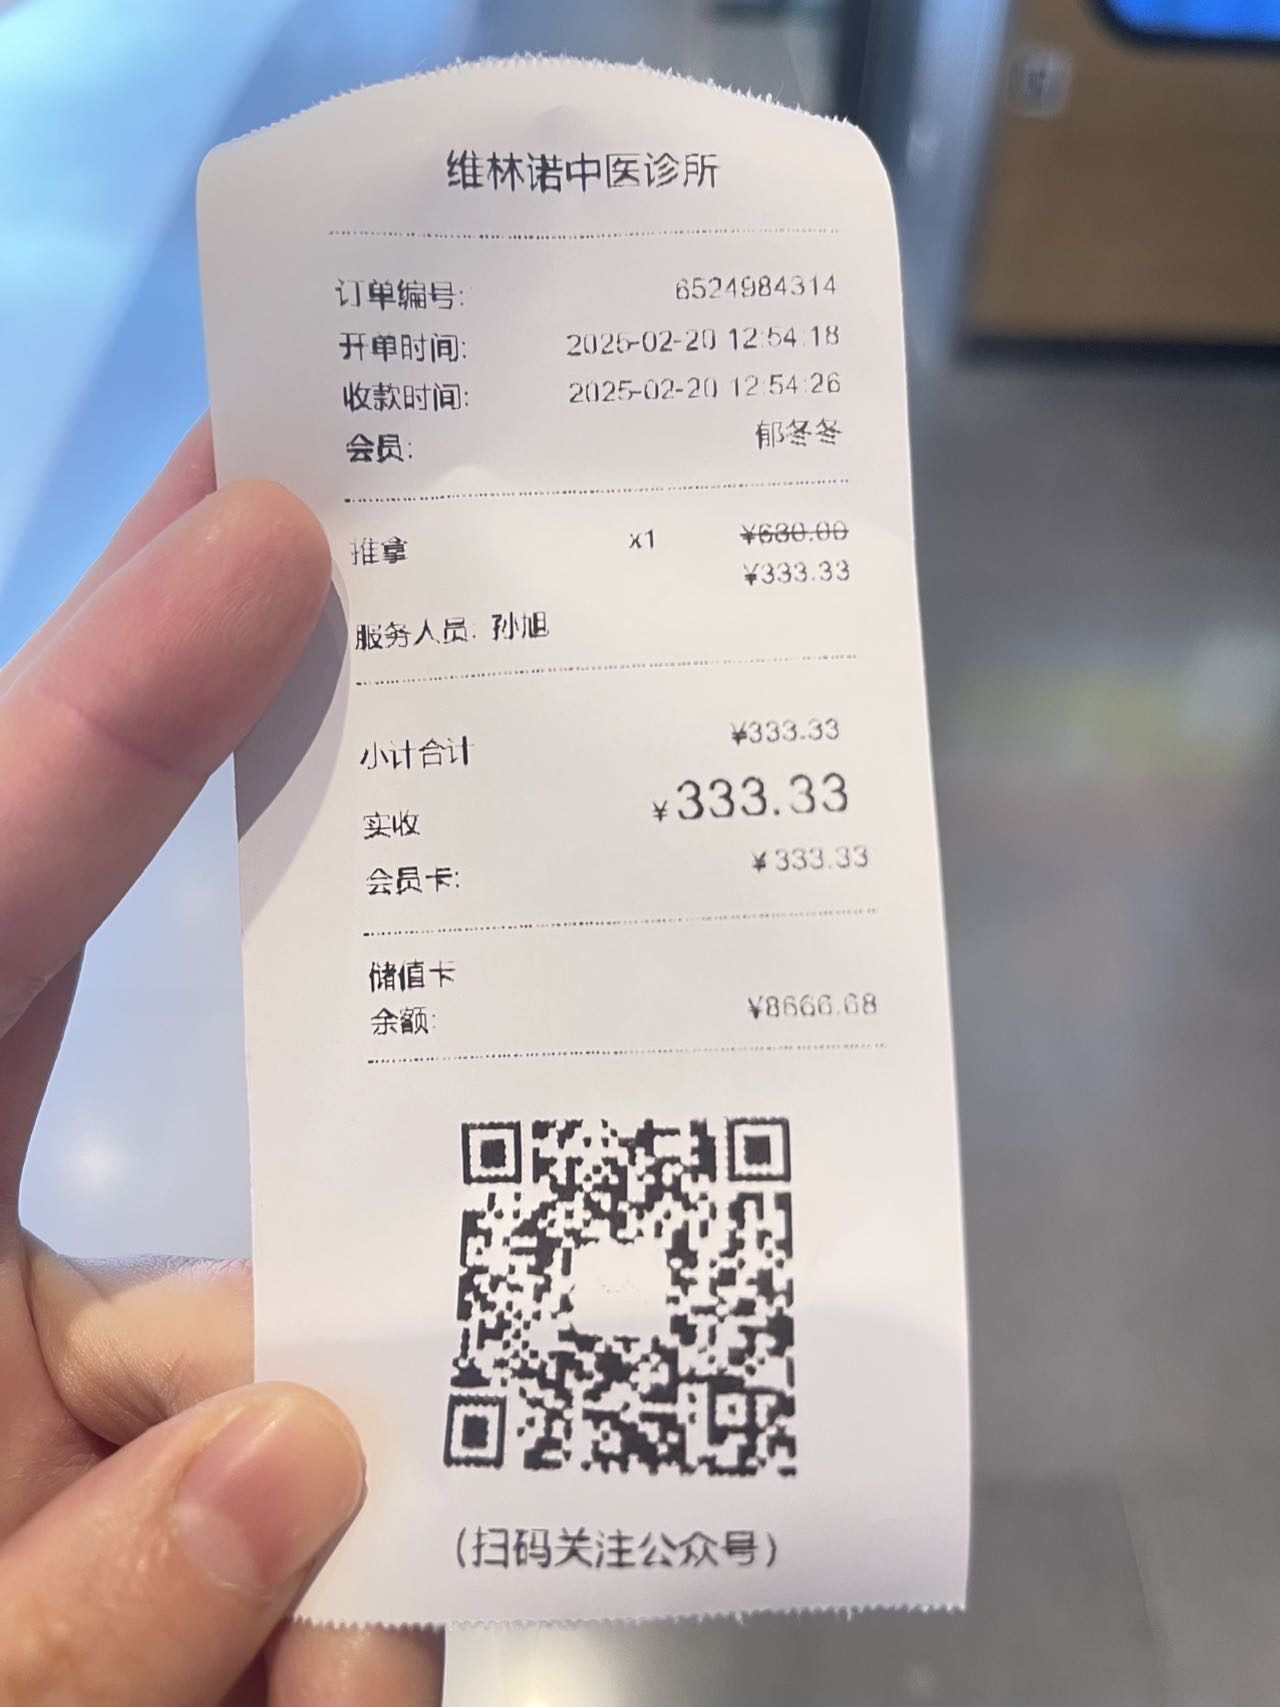 维林诺中医诊所
订单编号: 6524984314
开单时间: 2025-02-20 12:54:18
收款时间: 2025-02-20 12:54:26
会员: 郁冬冬
推拿 x1 ¥680.00
¥333.33
服务人员: 孙旭
小计合计 ¥333.33
实收 ¥333.33
会员卡: ¥333.33
储值卡
余额: ¥8666.68
(扫码关注公众号)